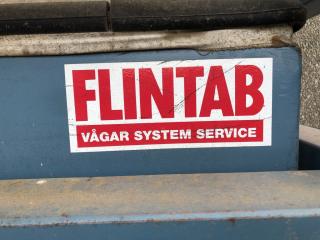 FLINTAB
VÅGAR SYSTEM SERVICE